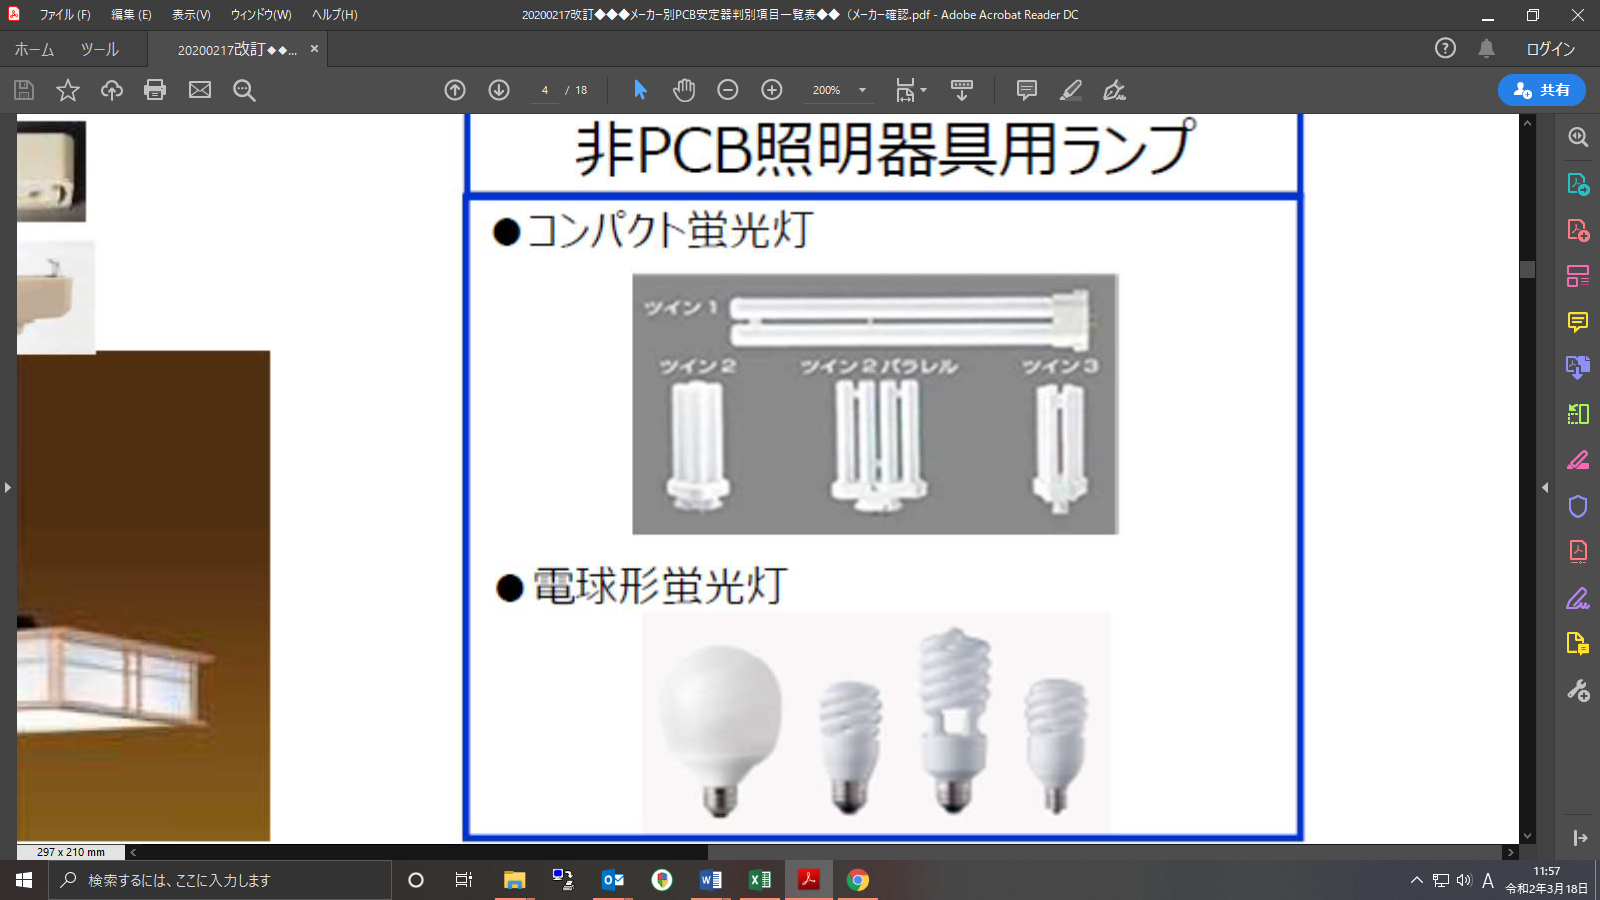 20200217改訂◆◆◆メーカー別PCB安定器判別項目一覧表◆◆（メーカー確認.pdf - Adobe Acrobat Reader DC
ファイル (F) 編集 (E) 表示(V) ウィンドウ(W) ヘルプ(H)
ホーム ツール 20200217改訂◆◆... × ログイン
4 / 18 200% 共有
非PCB照明器具用ランプ
●コンパクト蛍光灯
ツイン1
ツイン2 ツイン2パラレル ツイン3
●電球形蛍光灯
297 x 210 mm
検索するには、ここに入力します
A
11:57
令和2年3月18日